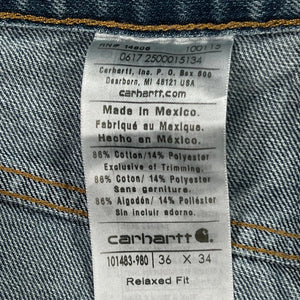 RN# 14806 100115
0617 2500015134
Carhartt, Inc. P.O. Box 600
Dearborn, MI 48121 USA
carhartt.com
Made in Mexico.
Fabriqué au Mexique.
Hecho en México.
86% Cotton/14% Polyester
Exclusive of Trimming.
86% Coton/ 14% Polyester
Sans garniture.
86% Algodón/ 14% Poliéster
Sin incluir adorno.
carhartt
101483-980 36 X 34
Relaxed Fit